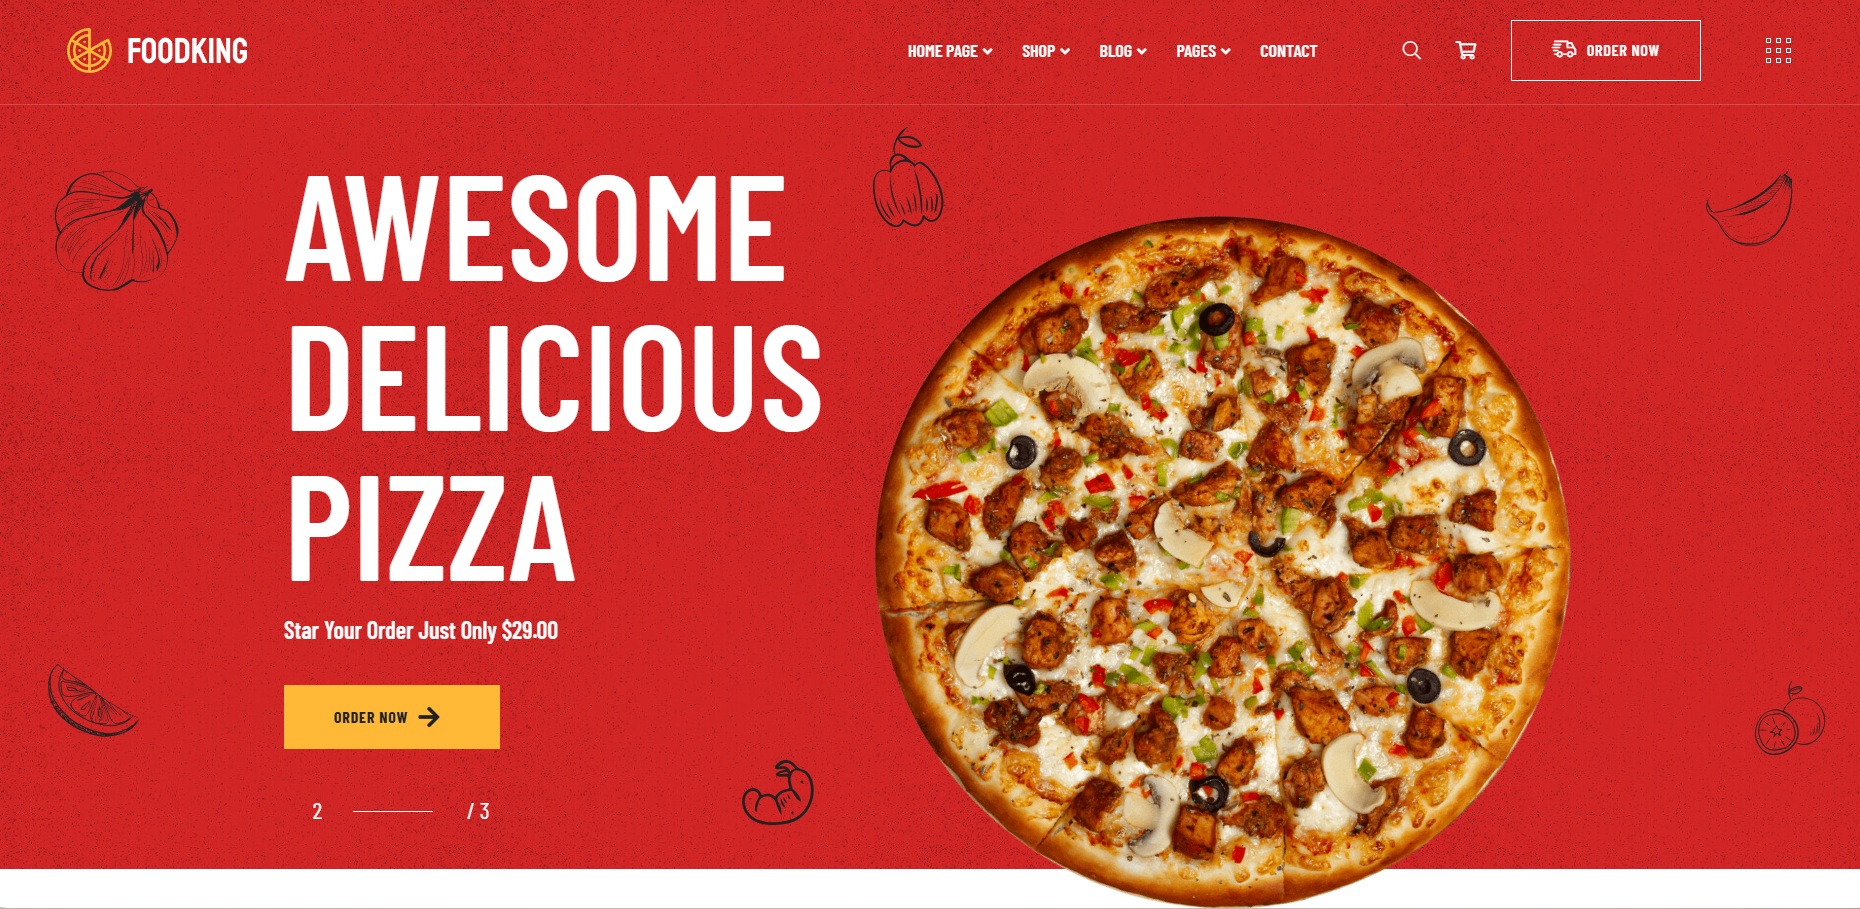 FOODKING
HOME PAGE SHOP BLOG PAGES CONTACT ORDER NOW
AWESOME
DELICIOUS
PIZZA
Star Your Order Just Only $29.00
ORDER NOW
2 / 3